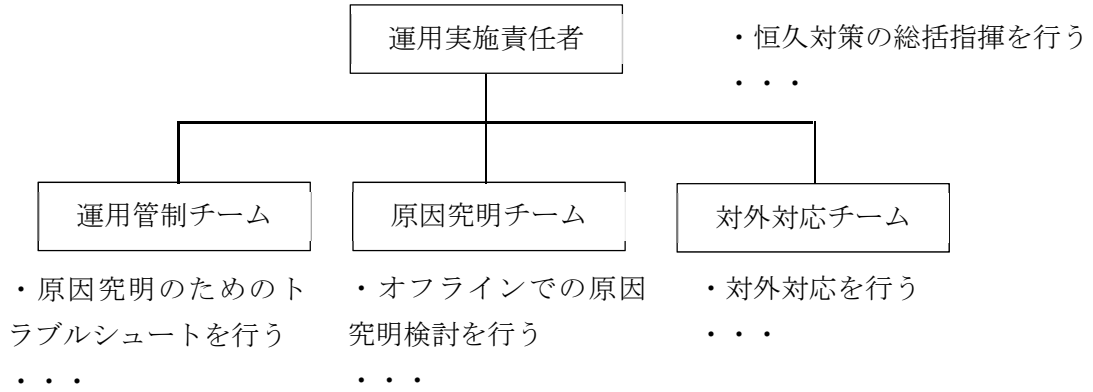 運用実施責任者
・恒久対策の総括指揮を行う
・・・
運用管制チーム
原因究明チーム
対外対応チーム
・原因究明のためのト
ラブルシュートを行う
・・・
・オフラインでの原因
究明検討を行う
・・・
・対外対応を行う
・・・